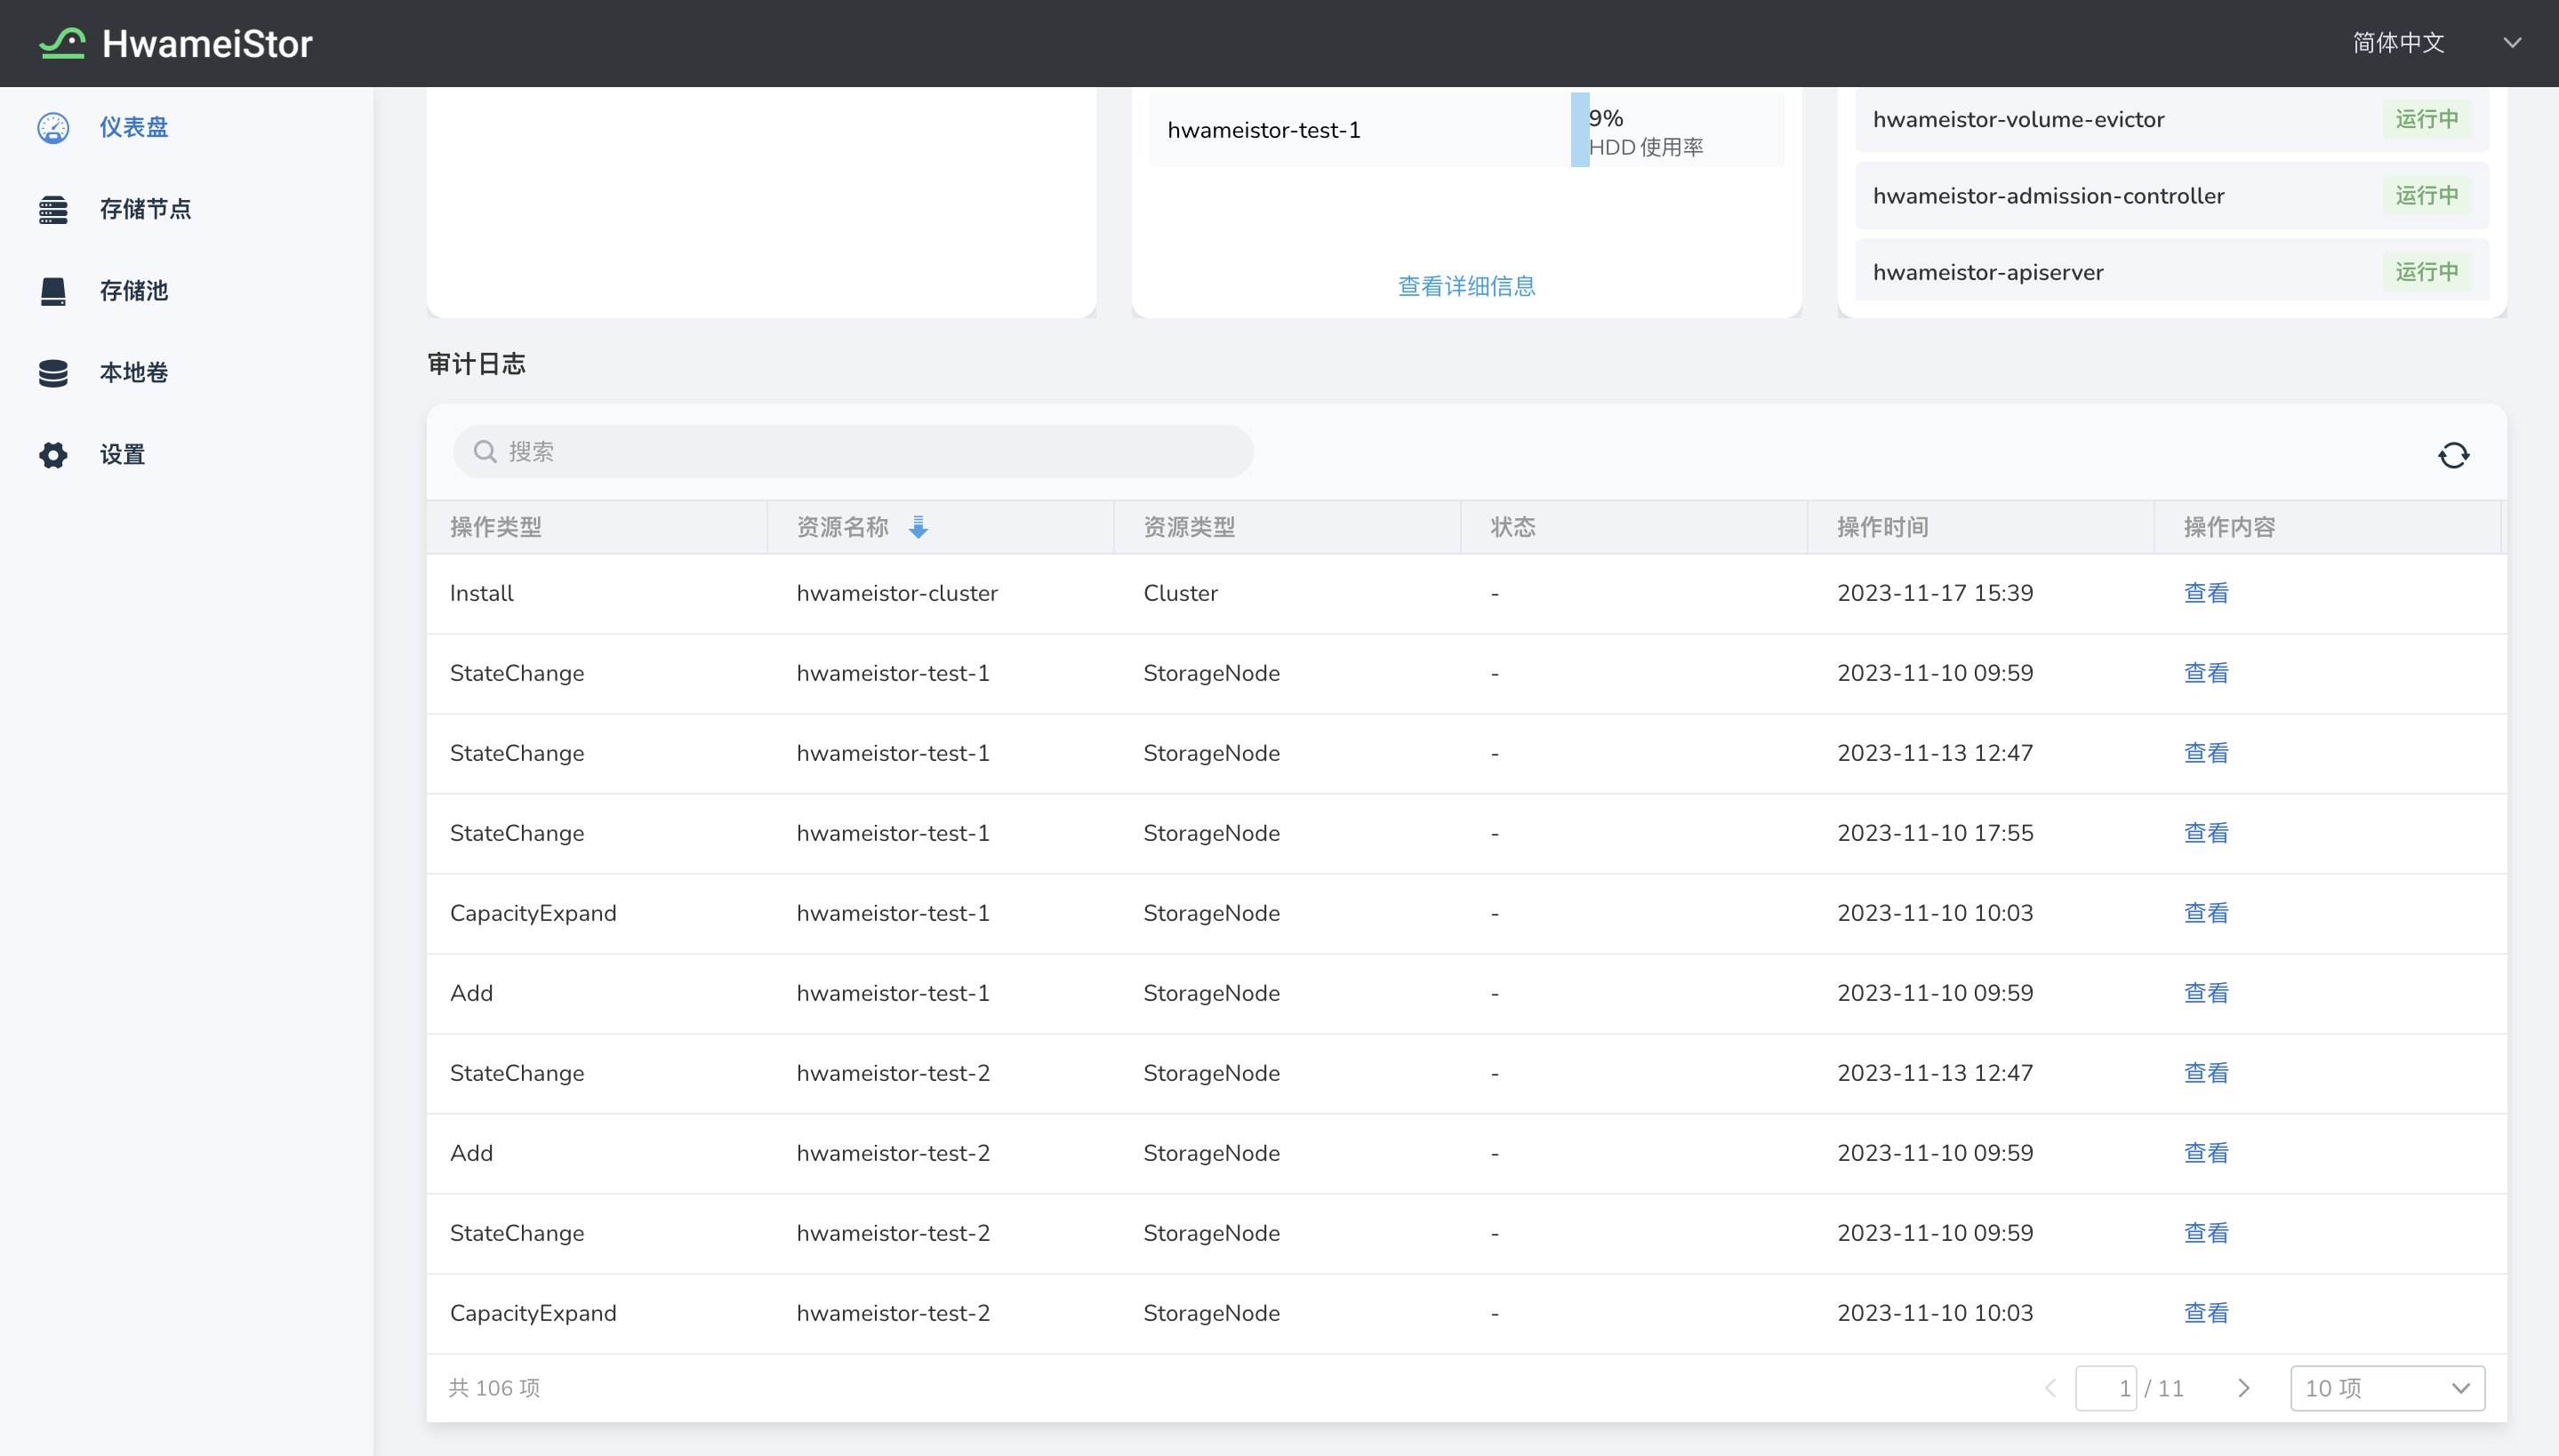 HwameiStor
简体中文
仪表盘
存储节点
存储池
本地卷
设置
hwameistor-test-1
9%
HDD 使用率
查看详细信息
hwameistor-volume-evictor 运行中
hwameistor-admission-controller 运行中
hwameistor-apiserver 运行中
审计日志
搜索
操作类型 资源名称 资源类型 状态 操作时间 操作内容
Install hwameistor-cluster Cluster - 2023-11-17 15:39 查看
StateChange hwameistor-test-1 StorageNode - 2023-11-10 09:59 查看
StateChange hwameistor-test-1 StorageNode - 2023-11-13 12:47 查看
StateChange hwameistor-test-1 StorageNode - 2023-11-10 17:55 查看
CapacityExpand hwameistor-test-1 StorageNode - 2023-11-10 10:03 查看
Add hwameistor-test-1 StorageNode - 2023-11-10 09:59 查看
StateChange hwameistor-test-2 StorageNode - 2023-11-13 12:47 查看
Add hwameistor-test-2 StorageNode - 2023-11-10 09:59 查看
StateChange hwameistor-test-2 StorageNode - 2023-11-10 09:59 查看
CapacityExpand hwameistor-test-2 StorageNode - 2023-11-10 10:03 查看
共 106 项 1 / 11 10 项